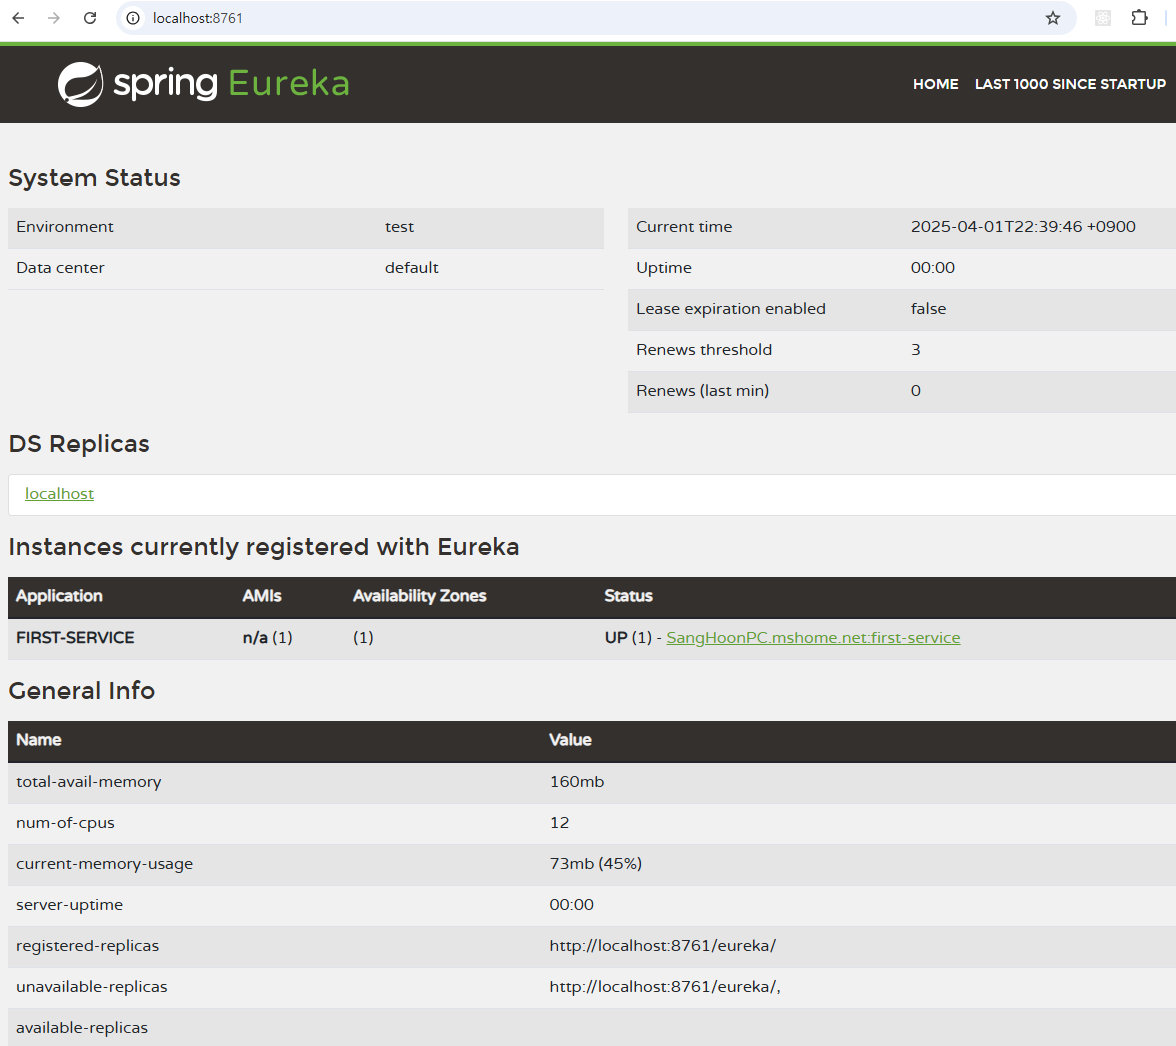 localhost:8761
spring Eureka
HOME LAST 1000 SINCE STARTUP
System Status
Environment test
Data center default
Current time 2025-04-01T22:39:46 +0900
Uptime 00:00
Lease expiration enabled false
Renews threshold 3
Renews (last min) 0
DS Replicas
localhost
Instances currently registered with Eureka
Application AMIs Availability Zones Status
FIRST-SERVICE n/a (1) (1) UP (1) - SangHoonPC.mshome.net:first-service
General Info
Name Value
total-avail-memory 160mb
num-of-cpus 12
current-memory-usage 73mb (45%)
server-uptime 00:00
registered-replicas http://localhost:8761/eureka/
unavailable-replicas http://localhost:8761/eureka/,
available-replicas